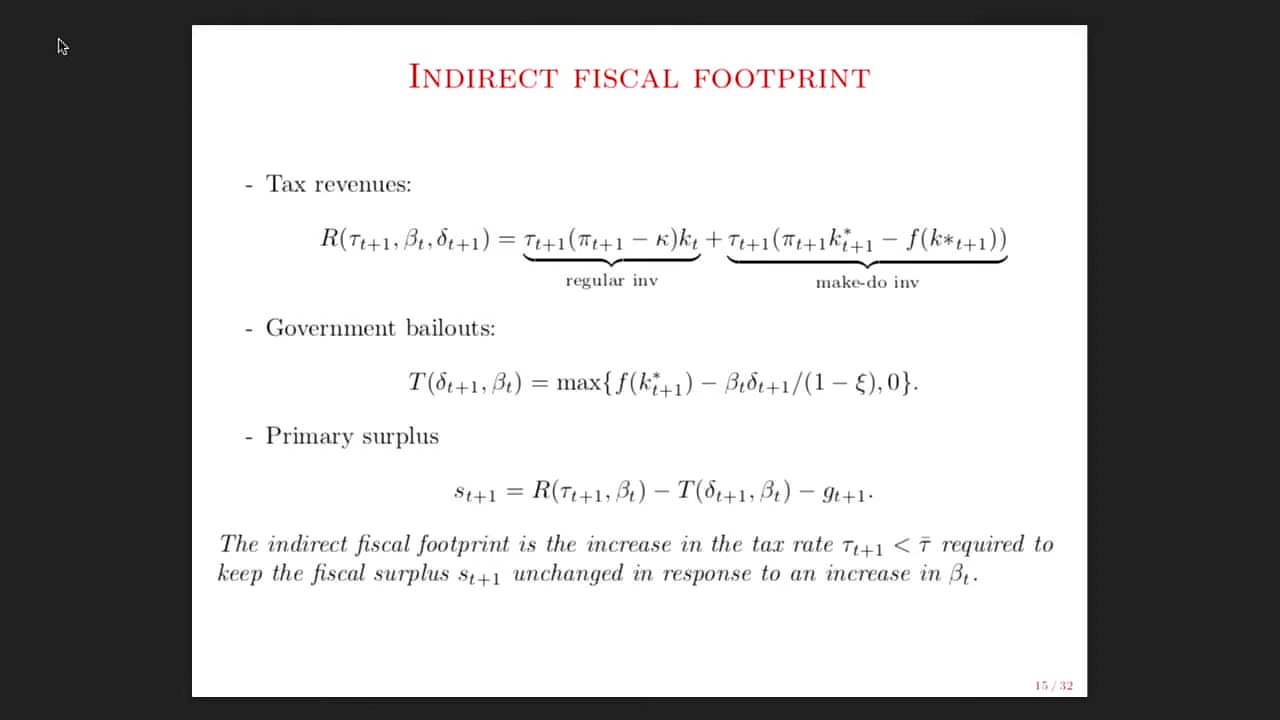 INDIRECT FISCAL FOOTPRINT
- Tax revenues:
R(τ_{t+1}, β_t, δ_{t+1}) = τ_{t+1}(π_{t+1} − κ)k_t + τ_{t+1}(π_{t+1}k^*_{t+1} − f(k*_{t+1}))
regular inv make-do inv
- Government bailouts:
T(δ_{t+1}, β_t) = max{f(k^*_{t+1}) − β_tδ_{t+1}/(1 − ξ), 0}.
- Primary surplus
s_{t+1} = R(τ_{t+1}, β_t) − T(δ_{t+1}, β_t) − g_{t+1}.
The indirect fiscal footprint is the increase in the tax rate τ_{t+1} < τ̄ required to
keep the fiscal surplus s_{t+1} unchanged in response to an increase in β_t.
15 / 32